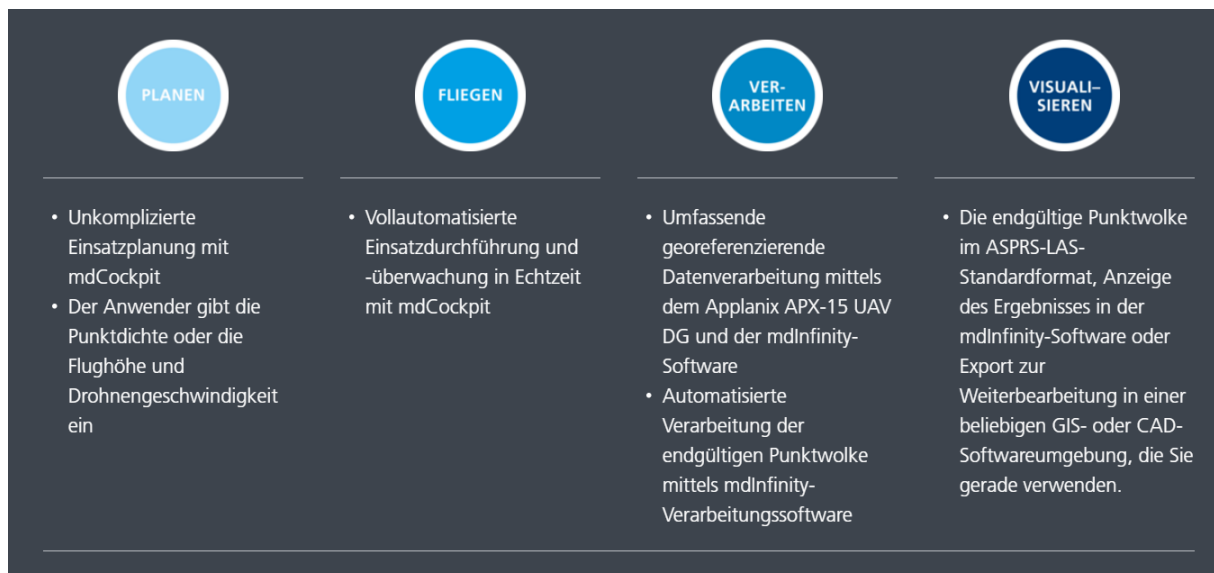 PLANEN
• Unkomplizierte
Einsatzplanung mit
mdCockpit
• Der Anwender gibt die
Punktdichte oder die
Flughöhe und
Drohnengeschwindigkeit
ein
FLIEGEN
• Vollautomatisierte
Einsatzdurchführung und
-überwachung in Echtzeit
mit mdCockpit
VER-
ARBEITEN
• Umfassende
georeferenzierende
Datenverarbeitung mittels
dem Applanix APX-15 UAV
DG und der mdInfinity-
Software
• Automatisierte
Verarbeitung der
endgültigen Punktwolke
mittels mdInfinity-
Verarbeitungssoftware
VISUALI–
SIEREN
• Die endgültige Punktwolke
im ASPRS-LAS-
Standardformat, Anzeige
des Ergebnisses in der
mdInfinity-Software oder
Export zur
Weiterbearbeitung in einer
beliebigen GIS- oder CAD-
Softwareumgebung, die Sie
gerade verwenden.